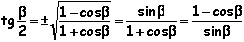 tg β/2 = ±√((1-cosβ)/(1+cosβ)) = sinβ/(1+cosβ) = (1-cosβ)/sinβ